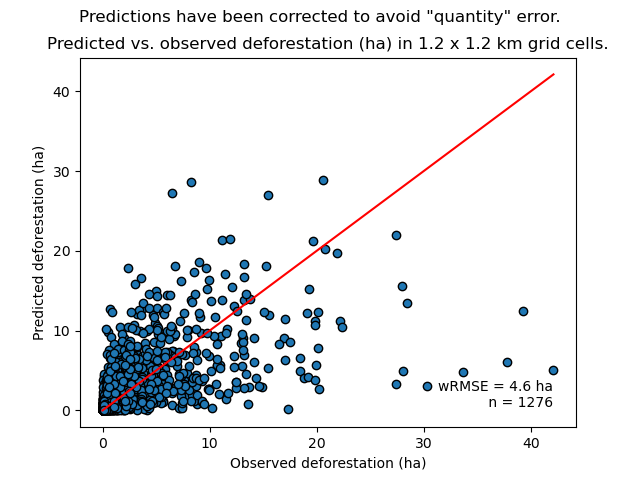 Predictions have been corrected to avoid "quantity" error.
Predicted vs. observed deforestation (ha) in 1.2 x 1.2 km grid cells.
Predicted deforestation (ha)
40
30
20
10
0
wRMSE = 4.6 ha
n = 1276
0 10 20 30 40
Observed deforestation (ha)